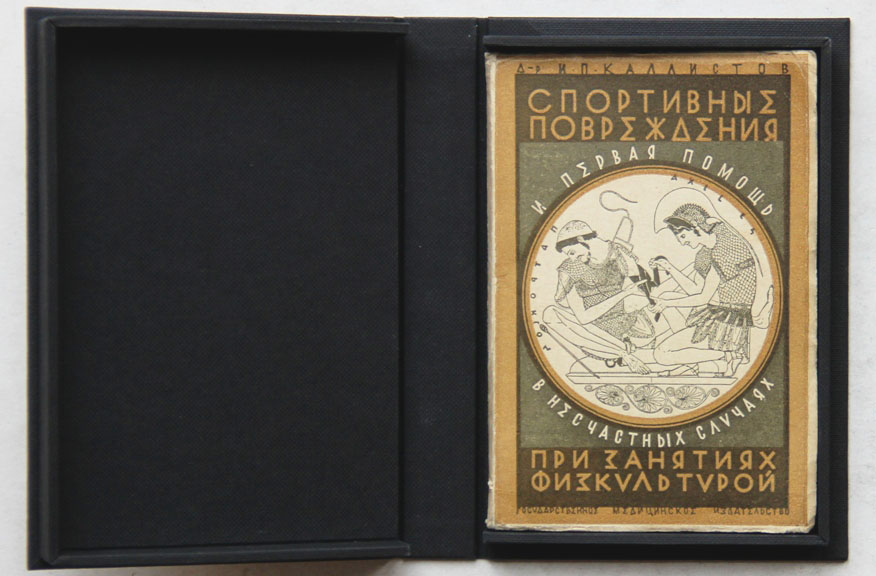 Д-р И.П. КАЛЛИСТОВ
СПОРТИВНЫЕ
ПОВРЕЖДЕНИЯ
И ПЕРВАЯ ПОМОЩЬ
В НЕСЧАСТНЫХ СЛУЧАЯХ
ПРИ ЗАНЯТИЯХ
ФИЗКУЛЬТУРОЙ
ГОСУДАРСТВЕННОЕ МЕДИЦИНСКОЕ ИЗДАТЕЛЬСТВО